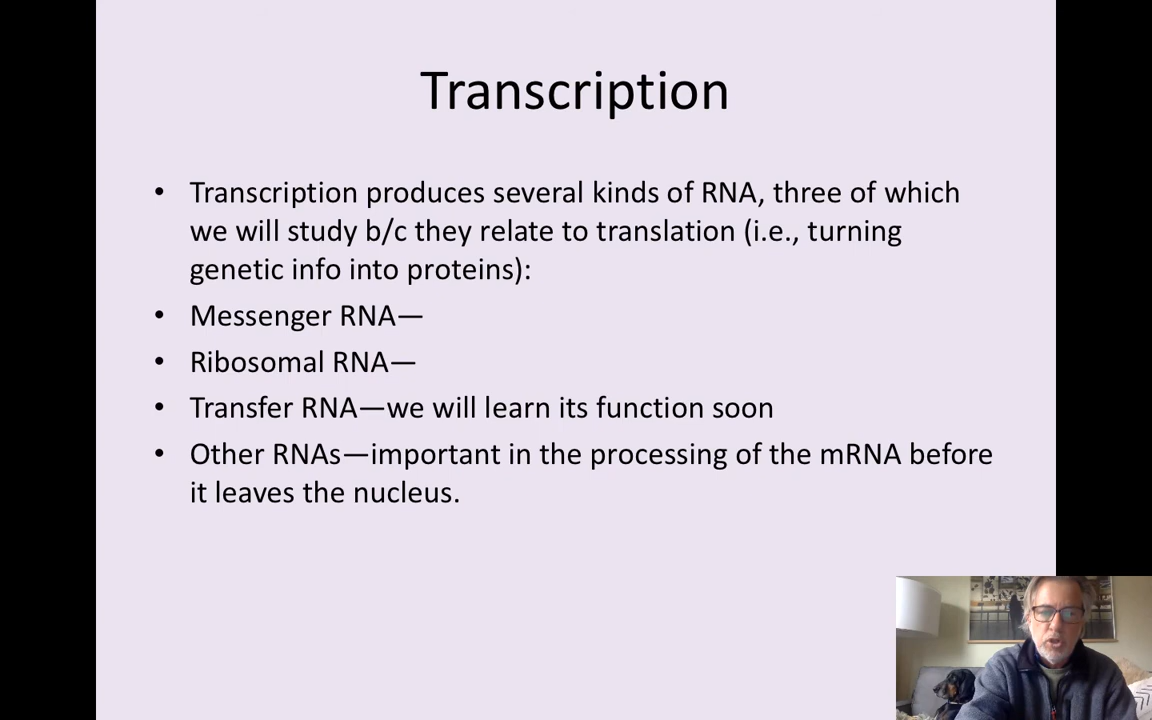 Transcription
• Transcription produces several kinds of RNA, three of which
we will study b/c they relate to translation (i.e., turning
genetic info into proteins):
• Messenger RNA—
• Ribosomal RNA—
• Transfer RNA—we will learn its function soon
• Other RNAs—important in the processing of the mRNA before
it leaves the nucleus.